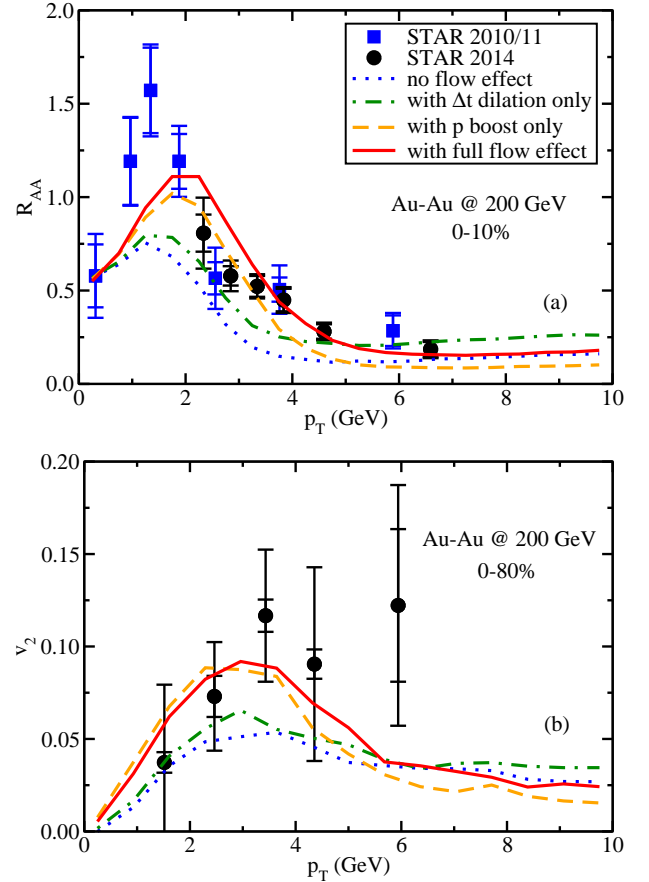 2.0
1.5
1.0
0.5
0.0
R_AA
STAR 2010/11
STAR 2014
no flow effect
with Δt dilation only
with p boost only
with full flow effect
Au-Au @ 200 GeV
0-10%
(a)
0 2 4 6 8 10
p_T (GeV)
0.20
0.15
0.10
0.05
0.00
v_2
Au-Au @ 200 GeV
0-80%
(b)
0 2 4 6 8 10
p_T (GeV)